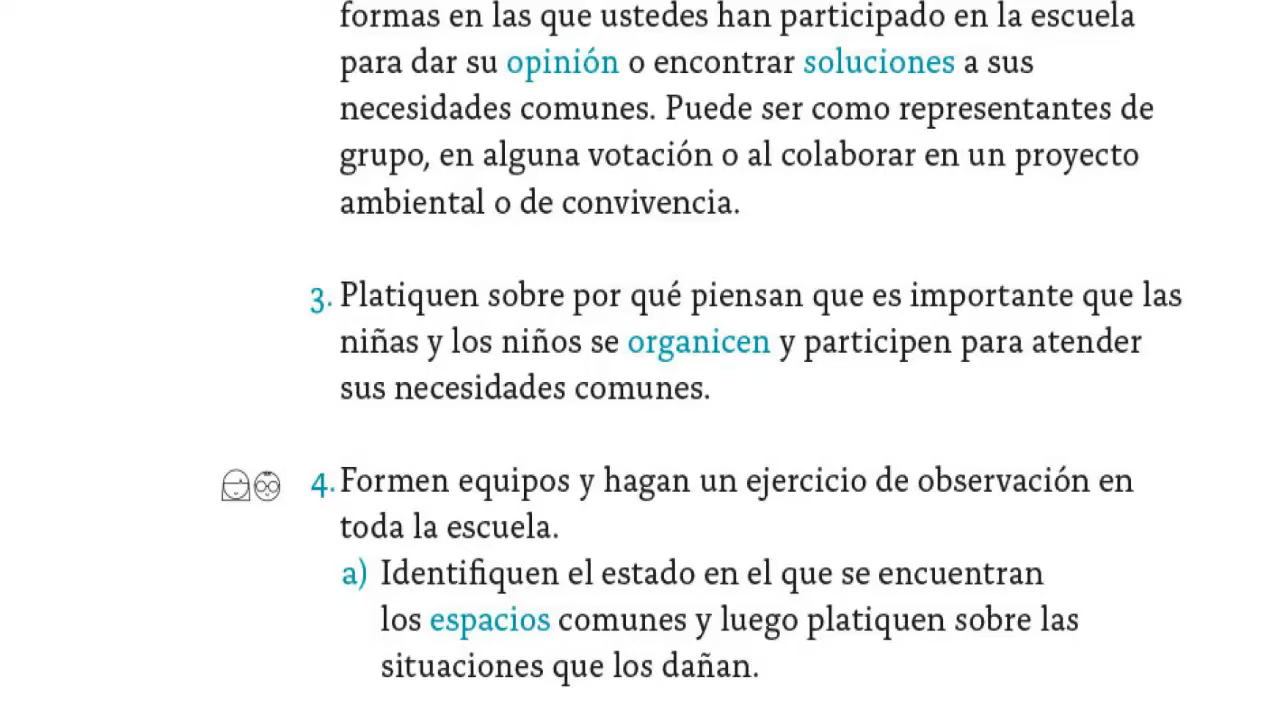 formas en las que ustedes han participado en la escuela
para dar su opinión o encontrar soluciones a sus
necesidades comunes. Puede ser como representantes de
grupo, en alguna votación o al colaborar en un proyecto
ambiental o de convivencia.
3. Platiquen sobre por qué piensan que es importante que las
niñas y los niños se organicen y participen para atender
sus necesidades comunes.
4. Formen equipos y hagan un ejercicio de observación en
toda la escuela.
a) Identifiquen el estado en el que se encuentran
los espacios comunes y luego platiquen sobre las
situaciones que los dañan.